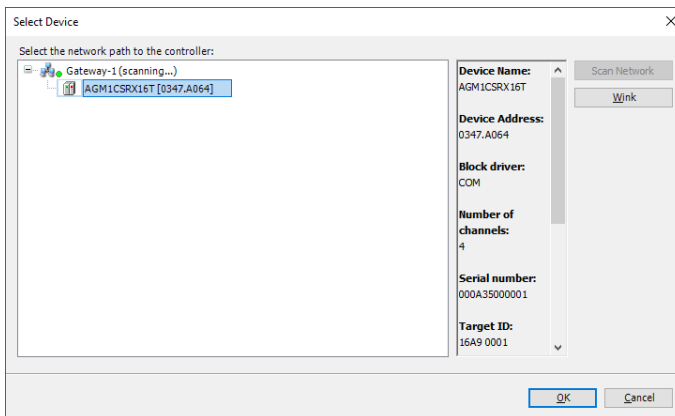 Select Device
Select the network path to the controller:
Gateway-1 (scanning...)
AGM1CSRX16T [0347.A064]
Device Name:
AGM1CSRX16T
Device Address:
0347.A064
Block driver:
COM
Number of
channels:
4
Serial number:
000A35000001
Target ID:
16A9 0001
Scan Network
Wink
OK
Cancel